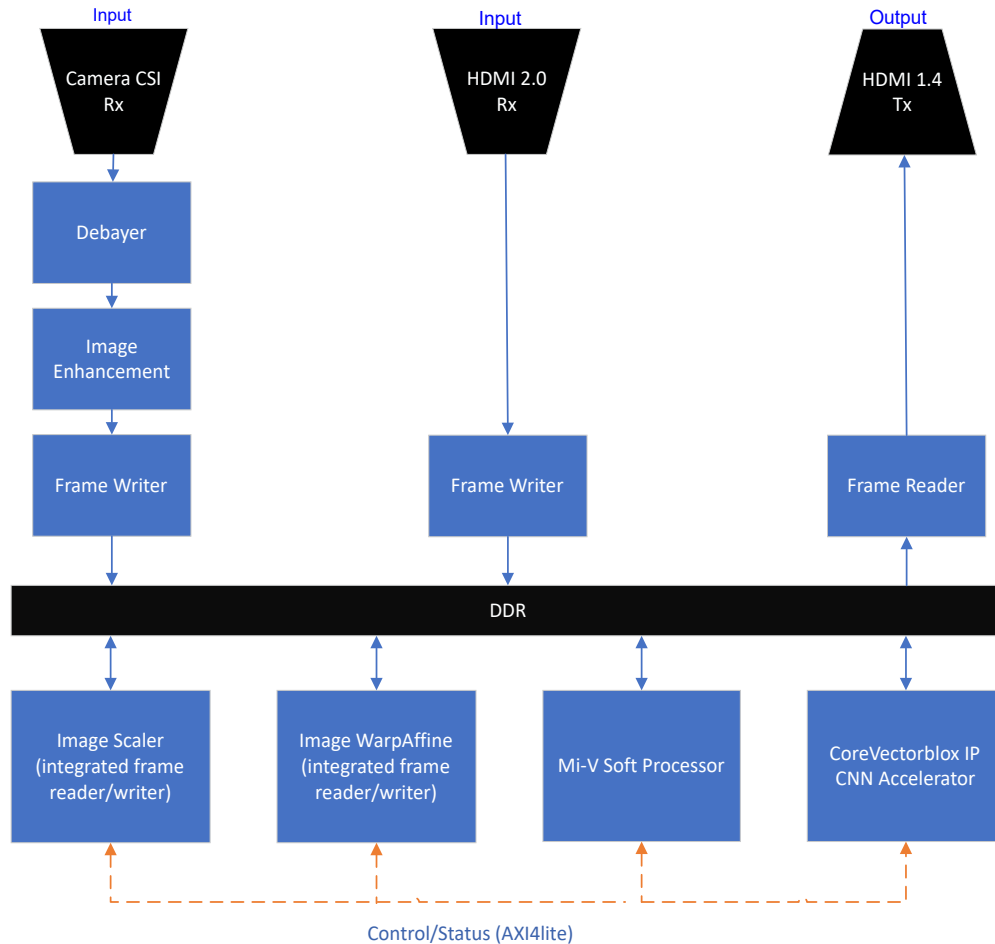 Input
Input
Output
Camera CSI
Rx
HDMI 2.0
Rx
HDMI 1.4
Tx
Debayer
Image
Enhancement
Frame Writer
Frame Writer
Frame Reader
DDR
Image Scaler
(integrated frame
reader/writer)
Image WarpAffine
(integrated frame
reader/writer)
Mi-V Soft Processor
CoreVectorblox IP
CNN Accelerator
Control/Status (AXI4lite)